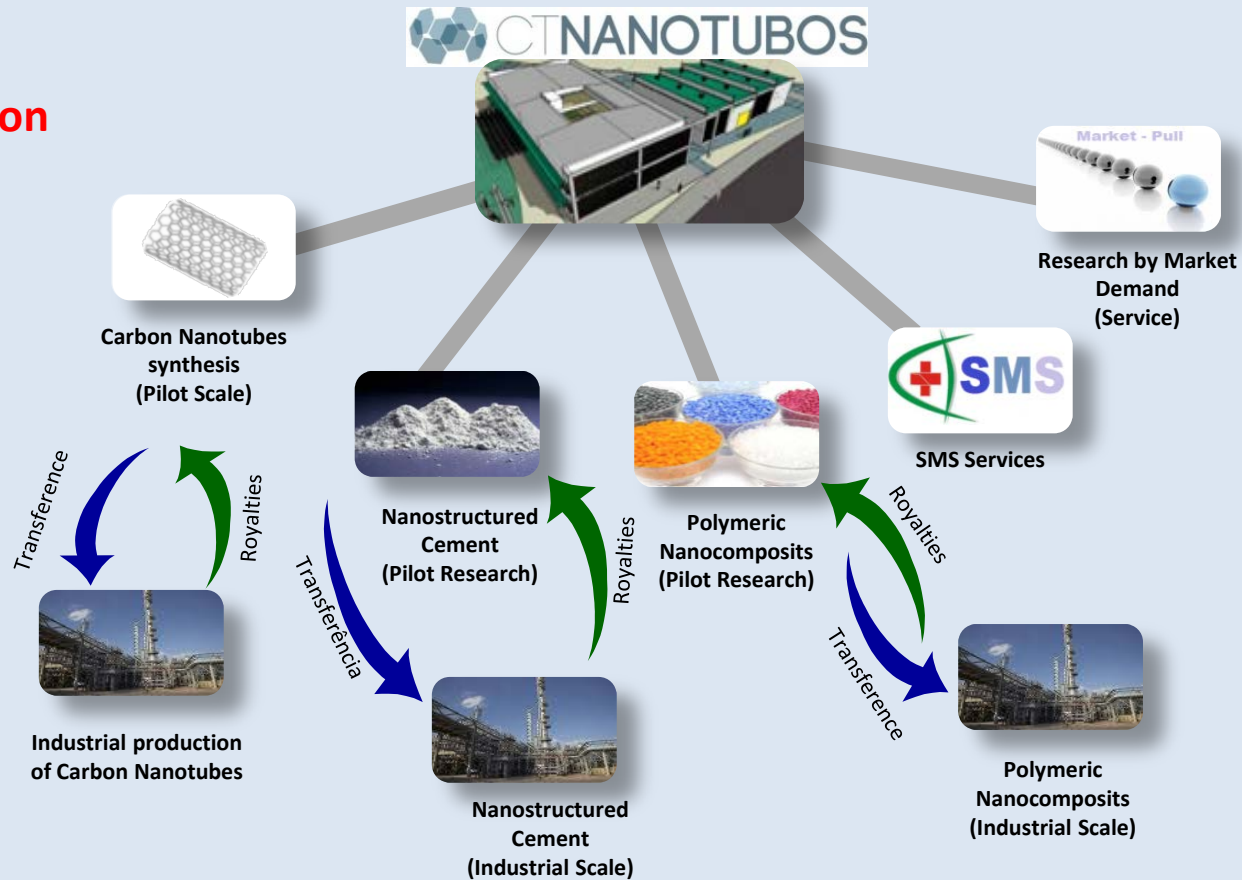 CTNANOTUBOS
on
Market - Pull
Research by Market
Demand
(Service)
Carbon Nanotubes
synthesis
(Pilot Scale)
SMS
SMS Services
Nanostructured
Cement
(Pilot Research)
Polymeric
Nanocomposits
(Pilot Research)
Transference
Royalties
Transferência
Royalties
Royalties
Transference
Industrial production
of Carbon Nanotubes
Nanostructured
Cement
(Industrial Scale)
Polymeric
Nanocomposits
(Industrial Scale)